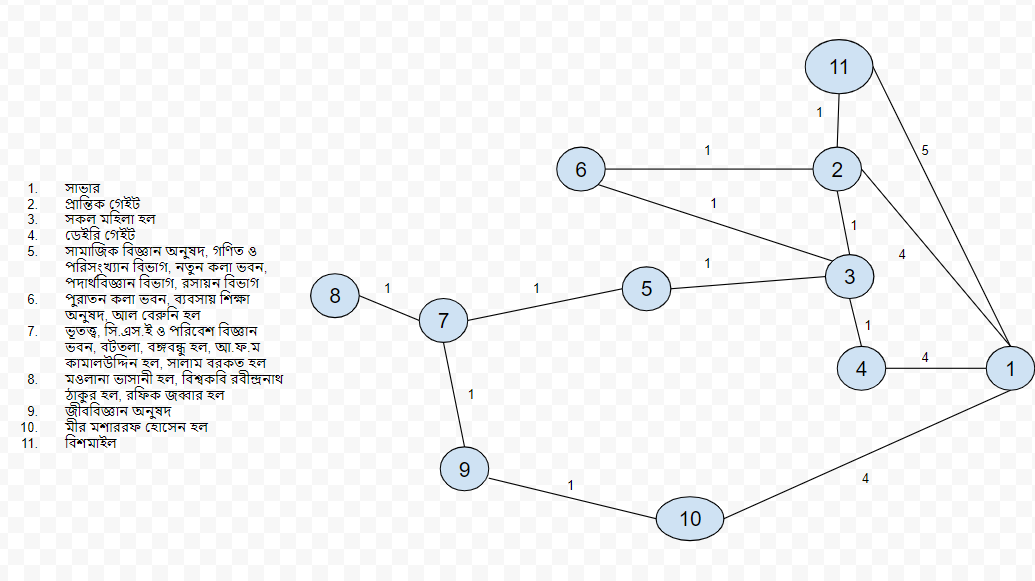 1. সাভার
2. প্রান্তিক গেইট
3. সকল মহিলা হল
4. ডেইরি গেইট
5. সামাজিক বিজ্ঞান অনুষদ, গণিত ও
পরিসংখ্যান বিভাগ, নতুন কলা ভবন,
পদার্থবিজ্ঞান বিভাগ, রসায়ন বিভাগ
6. পুরাতন কলা ভবন, ব্যবসায় শিক্ষা
অনুষদ, আল বেরুনি হল
7. ভূতত্ত্ব, সি.এস.ই ও পরিবেশ বিজ্ঞান
ভবন, বটতলা, বঙ্গবন্ধু হল, আ.ফ.ম
কামালউদ্দিন হল, সালাম বরকত হল
8. মওলানা ভাসানী হল, বিশ্বকবি রবীন্দ্রনাথ
ঠাকুর হল, রফিক জব্বার হল
9. জীববিজ্ঞান অনুষদ
10. মীর মশাররফ হোসেন হল
11. বিশমাইল
11
1
5
6
1
2
1
1
4
8
1
7
1
5
1
3
1
4
4
1
1
9
1
10
4